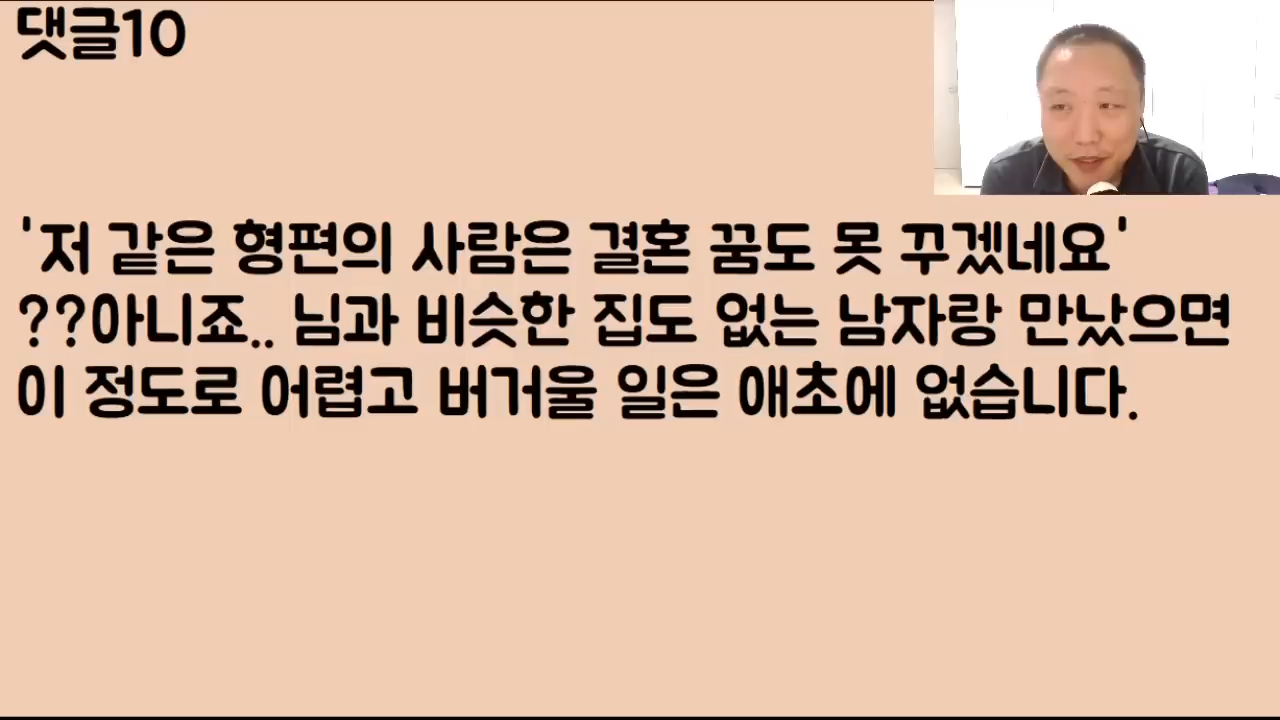 댓글10
'저 같은 형편의 사람은 결혼 꿈도 못 꾸겠네요'
??아니죠.. 님과 비슷한 집도 없는 남자랑 만났으면
이 정도로 어렵고 버거울 일은 애초에 없습니다.